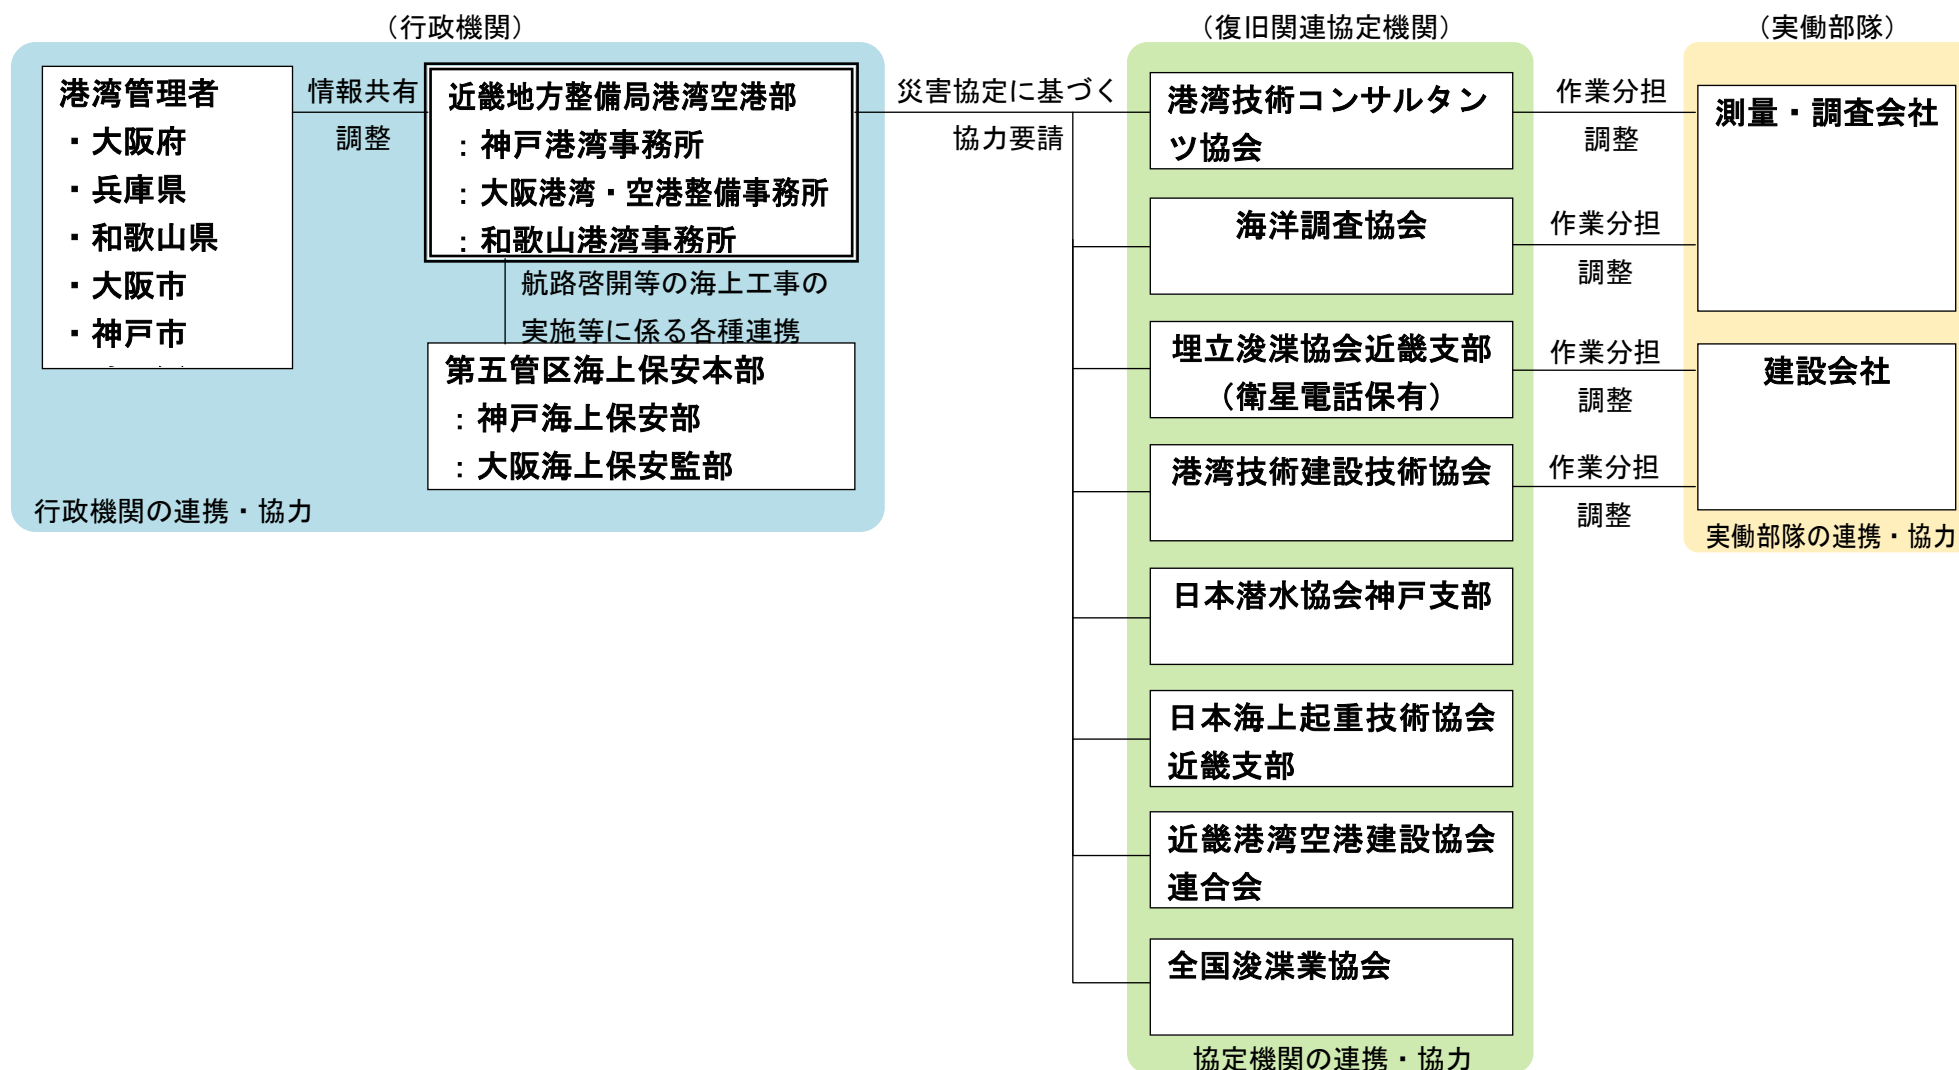 （行政機関）
港湾管理者
・大阪府
・兵庫県
・和歌山県
・大阪市
・神戸市
情報共有
調整
近畿地方整備局港湾空港部
：神戸港湾事務所
：大阪港湾・空港整備事務所
：和歌山港湾事務所
航路啓開等の海上工事の
実施等に係る各種連携
第五管区海上保安本部
：神戸海上保安部
：大阪海上保安監部
行政機関の連携・協力
災害協定に基づく
協力要請
（復旧関連協定機関）
港湾技術コンサルタン
ツ協会
海洋調査協会
埋立浚渫協会近畿支部
（衛星電話保有）
港湾技術建設技術協会
日本潜水協会神戸支部
日本海上起重技術協会
近畿支部
近畿港湾空港建設協会
連合会
全国浚渫業協会
協定機関の連携・協力
作業分担
調整
作業分担
調整
作業分担
調整
作業分担
調整
（実働部隊）
測量・調査会社
建設会社
実働部隊の連携・協力